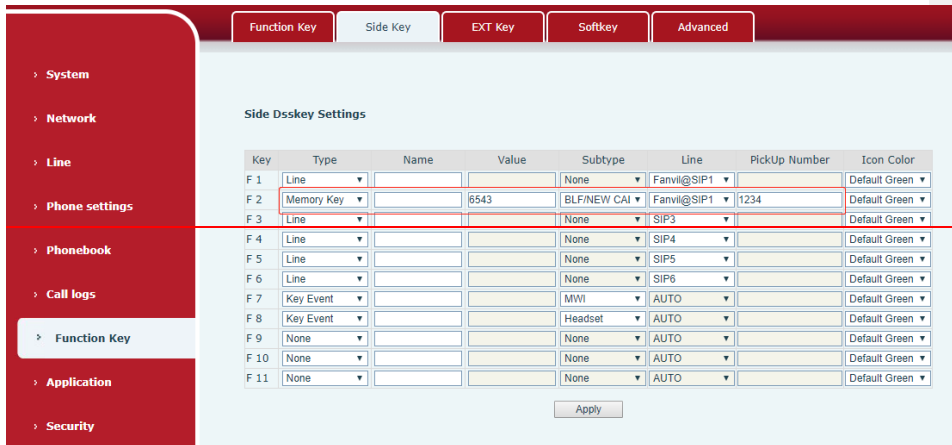 Function Key Side Key EXT Key Softkey Advanced
› System
› Network
› Line
› Phone settings
› Phonebook
› Call logs
› Function Key
› Application
› Security
Side Dsskey Settings
Key Type Name Value Subtype Line PickUp Number Icon Color
F 1 Line None Fanvil@SIP1 Default Green
F 2 Memory Key 6543 BLF/NEW CAI Fanvil@SIP1 1234 Default Green
F 3 Line None SIP3 Default Green
F 4 Line None SIP4 Default Green
F 5 Line None SIP5 Default Green
F 6 Line None SIP6 Default Green
F 7 Key Event MWI AUTO Default Green
F 8 Key Event Headset AUTO Default Green
F 9 None None AUTO Default Green
F 10 None None AUTO Default Green
F 11 None None AUTO Default Green
Apply